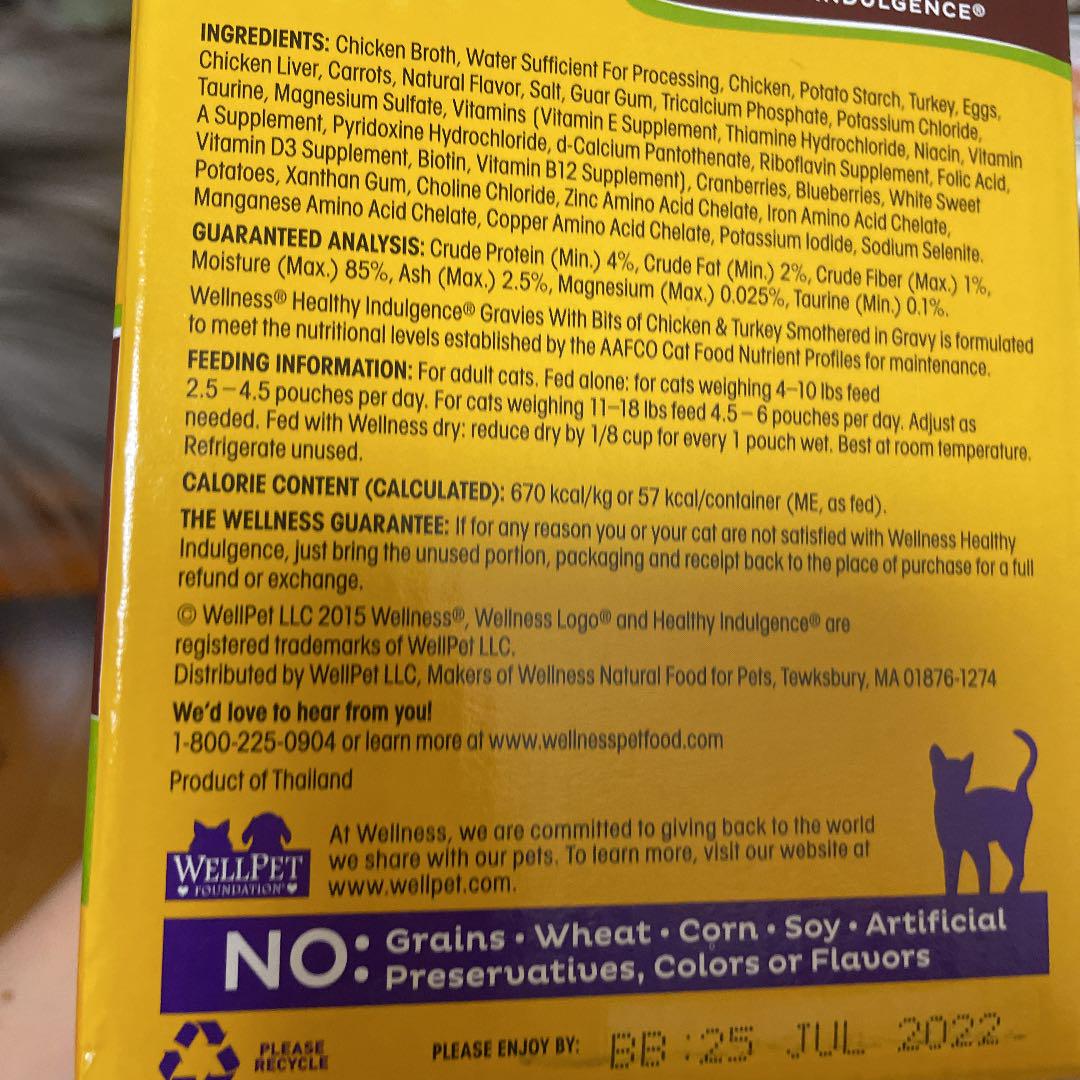 INDULGENCE®
INGREDIENTS: Chicken Broth, Water Sufficient For Processing, Chicken, Potato Starch, Turkey, Eggs,
Chicken Liver, Carrots, Natural Flavor, Salt, Guar Gum, Tricalcium Phosphate, Potassium Chloride,
Taurine, Magnesium Sulfate, Vitamins (Vitamin E Supplement, Thiamine Hydrochloride, Niacin, Vitamin
A Supplement, Pyridoxine Hydrochloride, d-Calcium Pantothenate, Riboflavin Supplement, Folic Acid,
Vitamin D3 Supplement, Biotin, Vitamin B12 Supplement), Cranberries, Blueberries, White Sweet
Potatoes, Xanthan Gum, Choline Chloride, Zinc Amino Acid Chelate, Iron Amino Acid Chelate,
Manganese Amino Acid Chelate, Copper Amino Acid Chelate, Potassium Iodide, Sodium Selenite.
GUARANTEED ANALYSIS: Crude Protein (Min.) 4%, Crude Fat (Min.) 2%, Crude Fiber (Max.) 1%,
Moisture (Max.) 85%, Ash (Max.) 2.5%, Magnesium (Max.) 0.025%, Taurine (Min.) 0.1%.
Wellness® Healthy Indulgence® Gravies With Bits of Chicken & Turkey Smothered in Gravy is formulated
to meet the nutritional levels established by the AAFCO Cat Food Nutrient Profiles for maintenance.
FEEDING INFORMATION: For adult cats. Fed alone: for cats weighing 4–10 lbs feed
2.5–4.5 pouches per day. For cats weighing 11–18 lbs feed 4.5–6 pouches per day. Adjust as
needed. Fed with Wellness dry: reduce dry by 1/8 cup for every 1 pouch wet. Best at room temperature.
Refrigerate unused.
CALORIE CONTENT (CALCULATED): 670 kcal/kg or 57 kcal/container (ME, as fed).
THE WELLNESS GUARANTEE: If for any reason you or your cat are not satisfied with Wellness Healthy
Indulgence, just bring the unused portion, packaging and receipt back to the place of purchase for a full
refund or exchange.
© WellPet LLC 2015 Wellness®, Wellness Logo® and Healthy Indulgence® are
registered trademarks of WellPet LLC.
Distributed by WellPet LLC, Makers of Wellness Natural Food for Pets, Tewksbury, MA 01876-1274
We'd love to hear from you!
1-800-225-0904 or learn more at www.wellnesspetfood.com
Product of Thailand
WELLPET
FOUNDATION
At Wellness, we are committed to giving back to the world
we share with our pets. To learn more, visit our website at
www.wellpet.com.
NO: Grains • Wheat • Corn • Soy • Artificial
Preservatives, Colors or Flavors
PLEASE
RECYCLE
PLEASE ENJOY BY: BB :25 JUL 2022